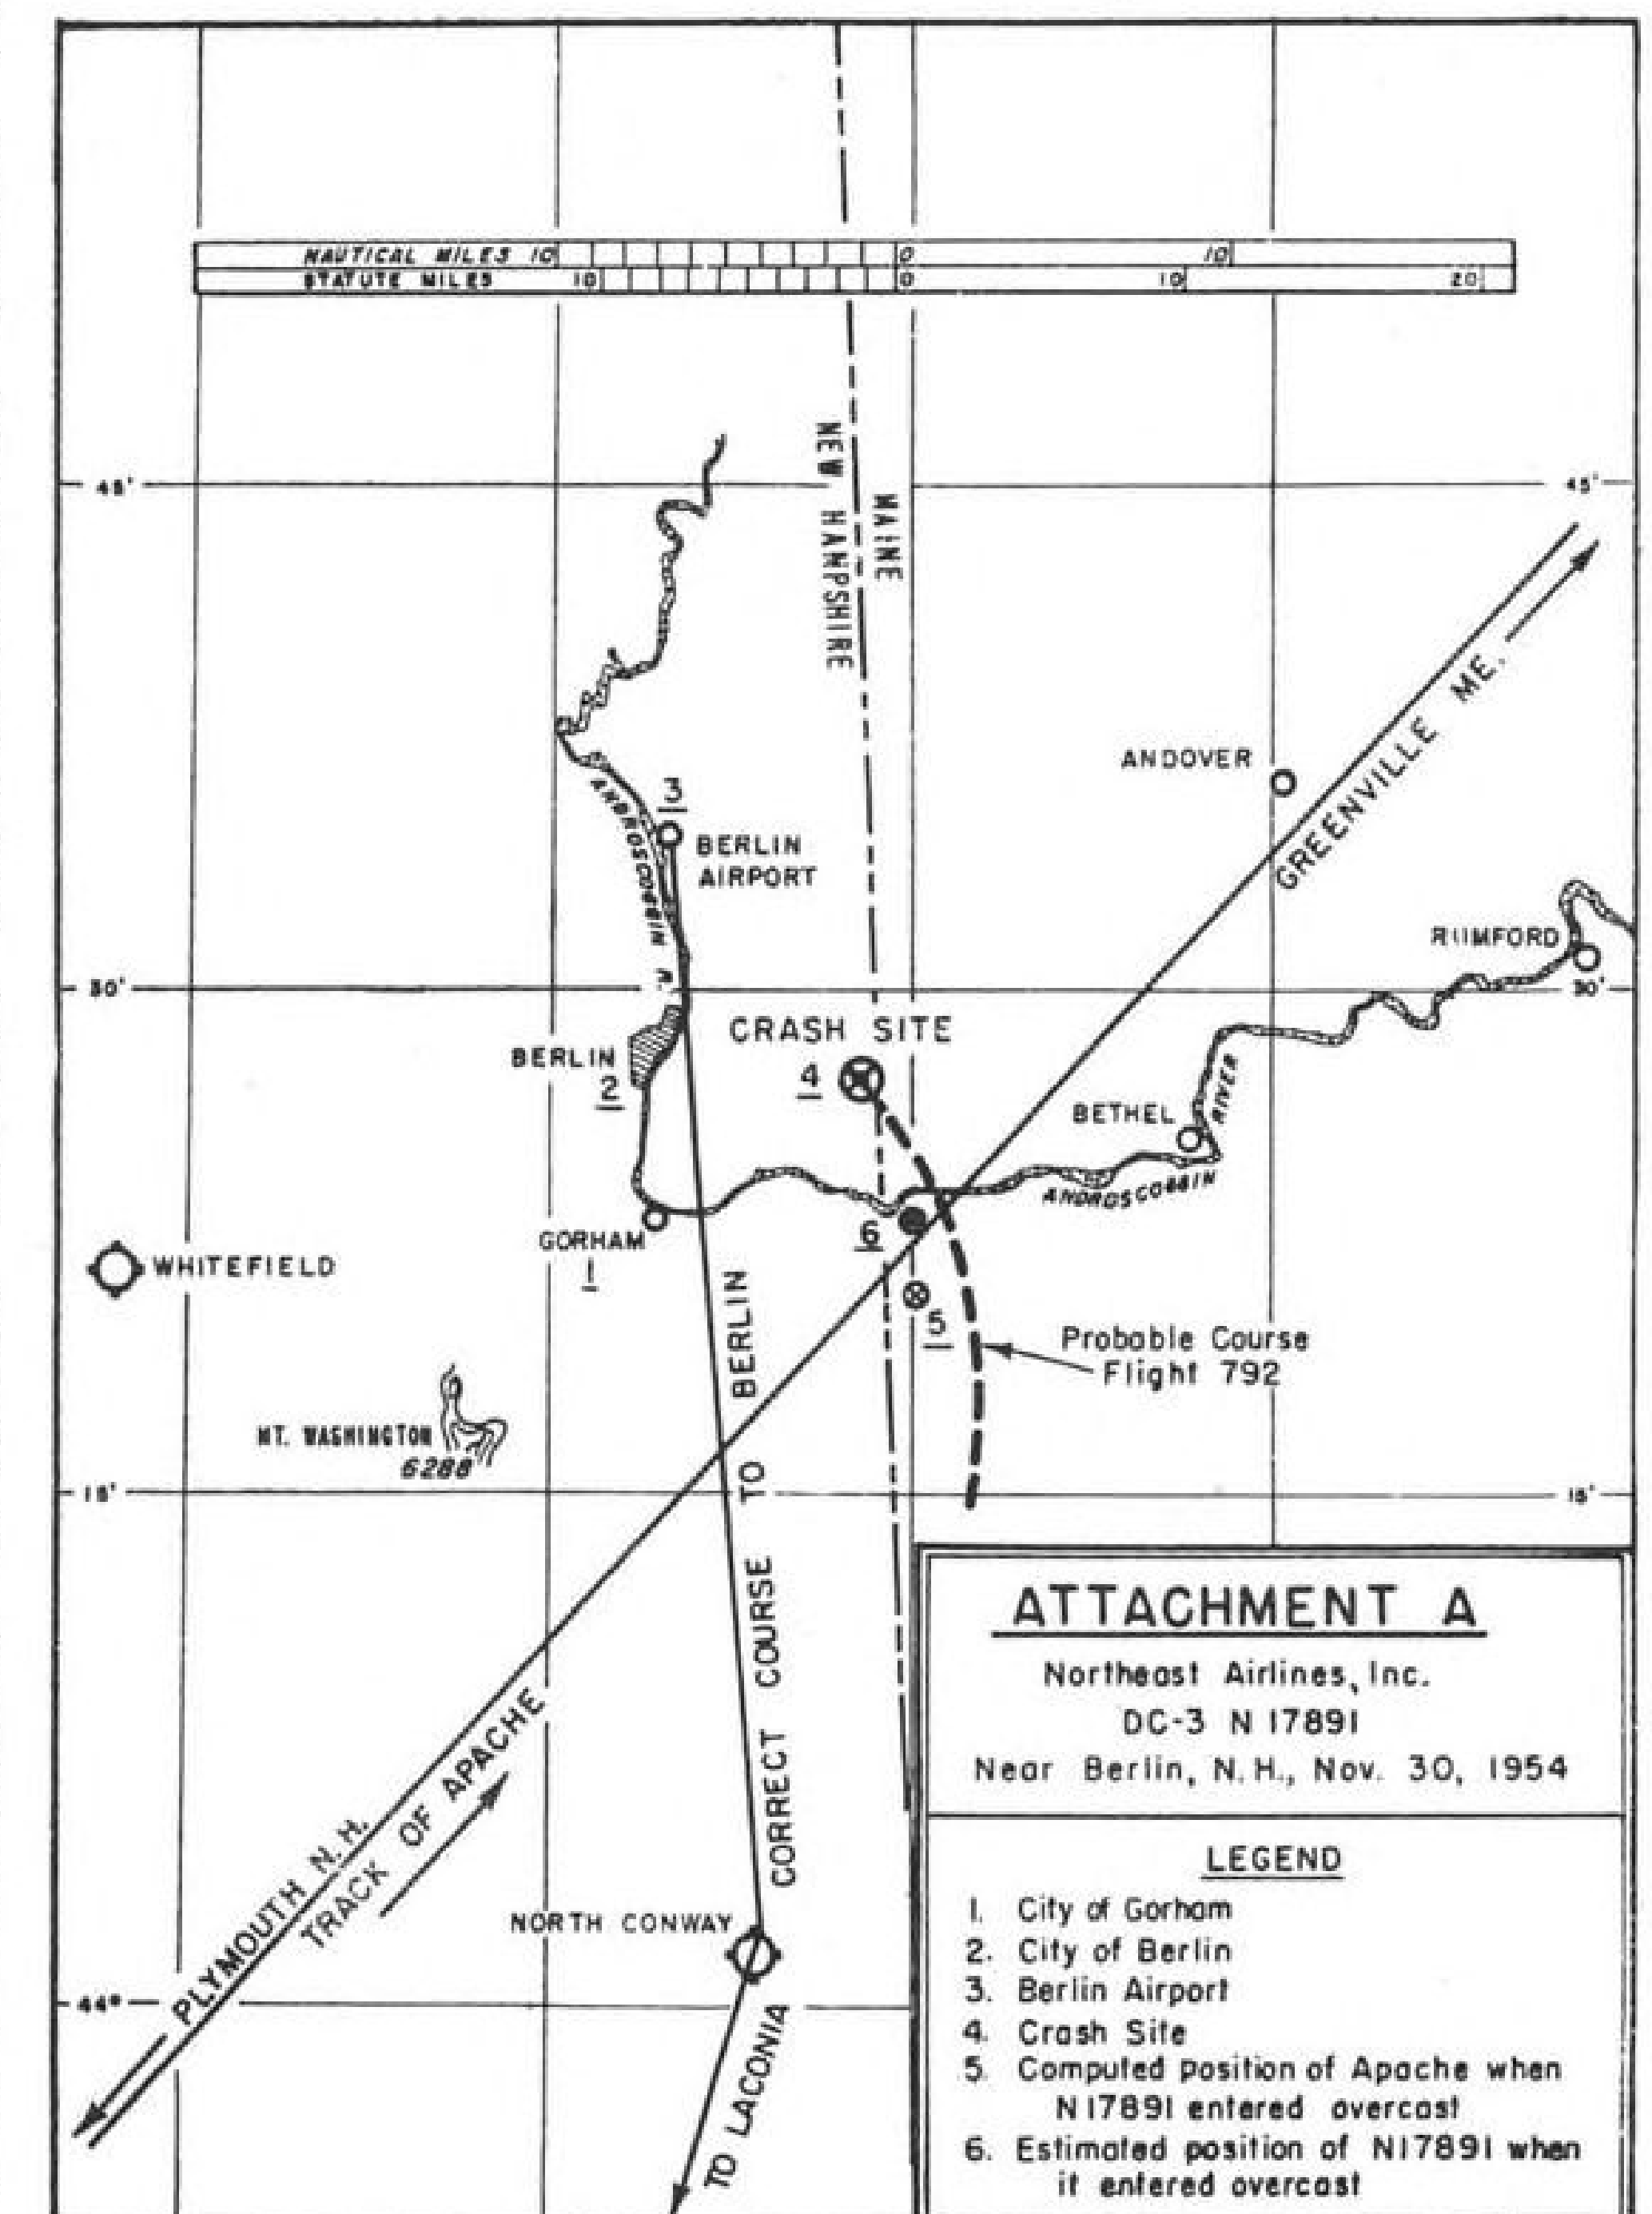 NAUTICAL MILES 10 0 10
STATUTE MILES 10 0 10 20
NEW HANPSHIRE
MAINE
45' 45'
GREENVILLE ME.
ANDOVER
3
BERLIN
AIRPORT
ANDROSCOGGIN R.
RUMFORD
30' 30'
CRASH SITE
4
BERLIN
2
BETHEL
ANDROSCOGGIN RIVER
6
GORHAM
1
WHITEFIELD
5
Probable Course
Flight 792
MT. WASHINGTON
6288
15' 15'
CORRECT COURSE TO BERLIN
PLYMOUTH N.H.
TRACK OF APACHE
NORTH CONWAY
44°
TO LACONIA
ATTACHMENT A
Northeast Airlines, Inc.
DC-3 N 17891
Near Berlin, N.H., Nov. 30, 1954
LEGEND
1. City of Gorham
2. City of Berlin
3. Berlin Airport
4. Crash Site
5. Computed position of Apache when
N17891 entered overcast
6. Estimated position of N17891 when
it entered overcast